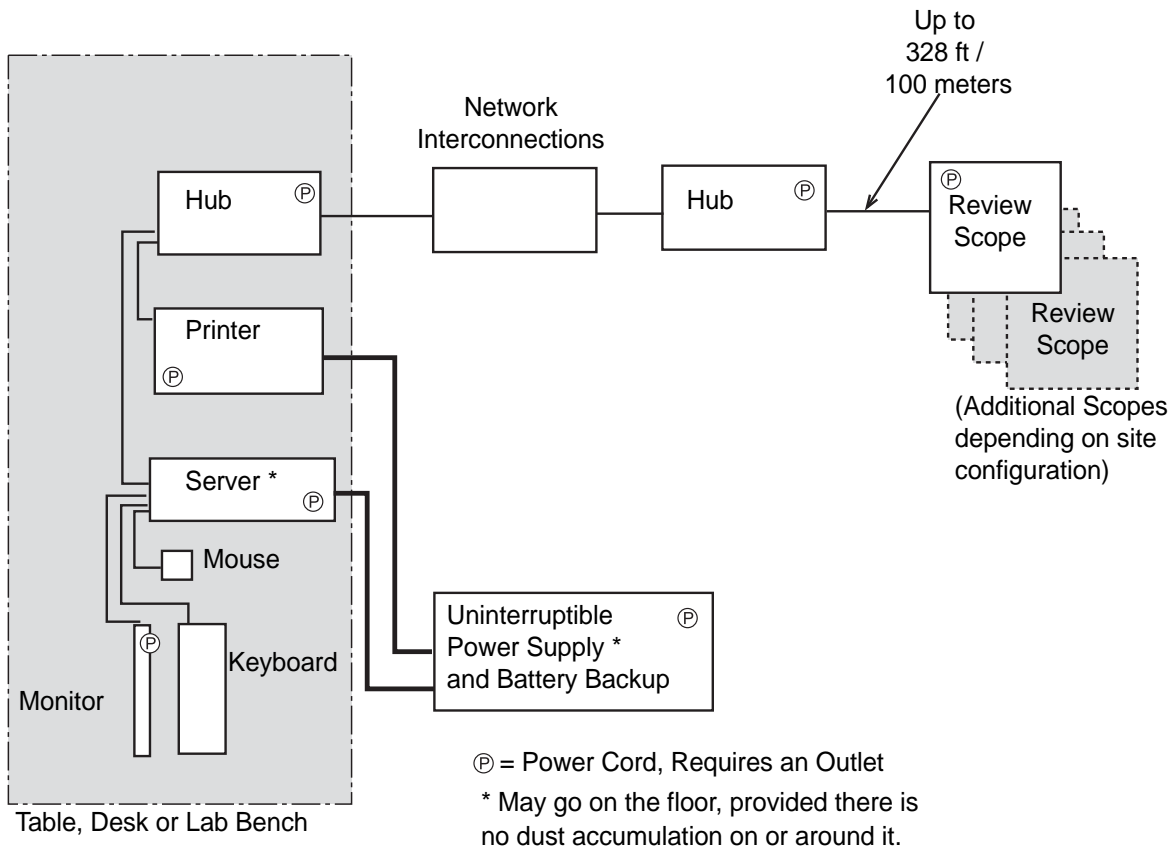 Up to
328 ft /
100 meters
Network
Interconnections
Hub Ⓟ
Hub Ⓟ
Ⓟ
Review
Scope
Printer
Ⓟ
Review
Scope
(Additional Scopes
depending on site
configuration)
Server *
Ⓟ
Mouse
Ⓟ
Keyboard
Monitor
Uninterruptible Ⓟ
Power Supply *
and Battery Backup
Ⓟ = Power Cord, Requires an Outlet
* May go on the floor, provided there is
no dust accumulation on or around it.
Table, Desk or Lab Bench